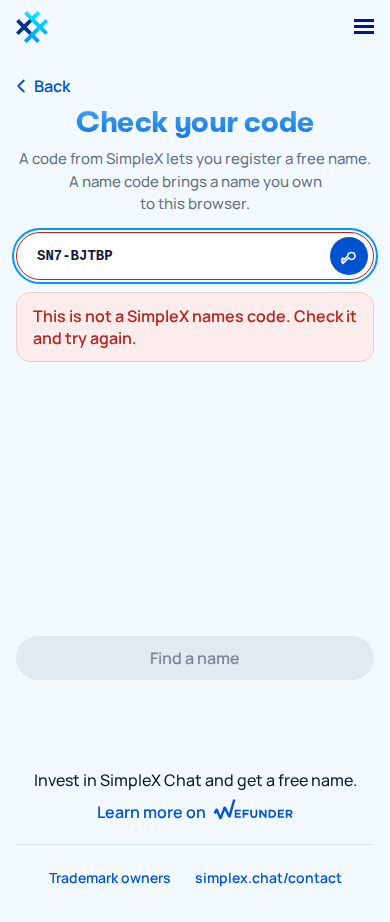 Back
Check your code
A code from SimpleX lets you register a free name.
A name code brings a name you own
to this browser.
SN7-BJTBP
This is not a SimpleX names code. Check it
and try again.
Find a name
Invest in SimpleX Chat and get a free name.
Learn more on WEFUNDER
Trademark owners simplex.chat/contact